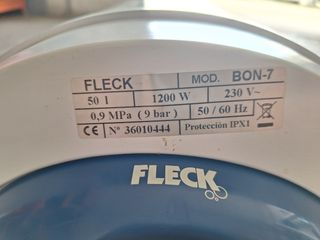 FLECK MOD. BON-7
50 l 1200 W 230 V~
0,9 MPa ( 9 bar ) 50 / 60 Hz
CE Nº 36010444 Protección IPX1
FLECK